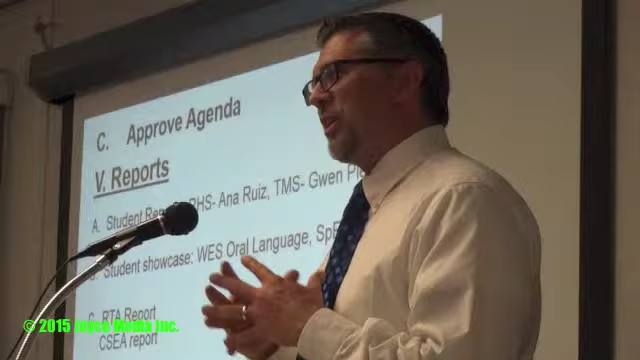 C. Approve Agenda
V. Reports
A. Student RHS- Ana Ruiz, TMS- Gwen
Student showcase: WES Oral Language,
C. RTA Report
CSEA report
© 2015 Joyce Media Inc.